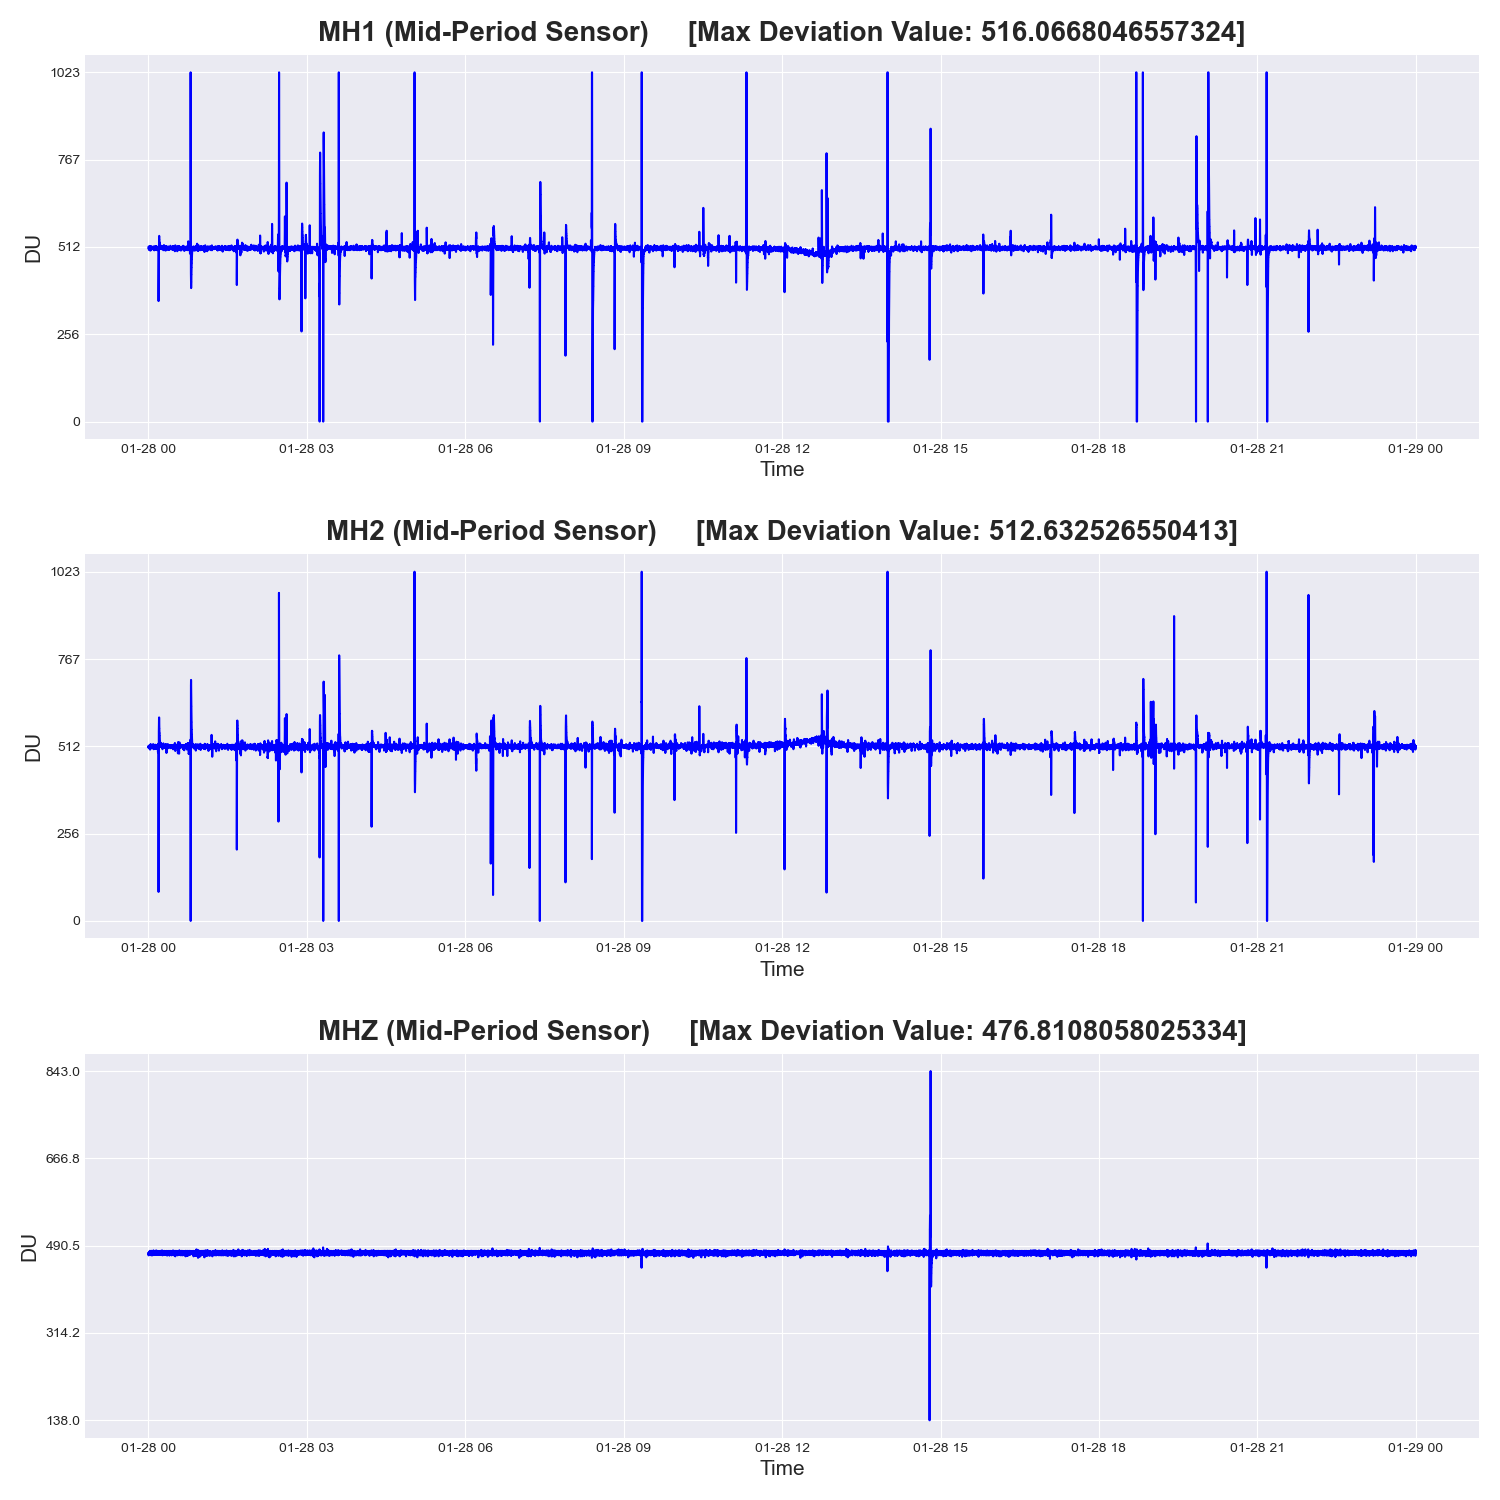 MH1 (Mid-Period Sensor) [Max Deviation Value: 516.0668046557324]
1023
767
512
256
0
DU
01-28 00 01-28 03 01-28 06 01-28 09 01-28 12 01-28 15 01-28 18 01-28 21 01-29 00
Time
MH2 (Mid-Period Sensor) [Max Deviation Value: 512.632526550413]
1023
767
512
256
0
DU
01-28 00 01-28 03 01-28 06 01-28 09 01-28 12 01-28 15 01-28 18 01-28 21 01-29 00
Time
MHZ (Mid-Period Sensor) [Max Deviation Value: 476.8108058025334]
843.0
666.8
490.5
314.2
138.0
DU
01-28 00 01-28 03 01-28 06 01-28 09 01-28 12 01-28 15 01-28 18 01-28 21 01-29 00
Time